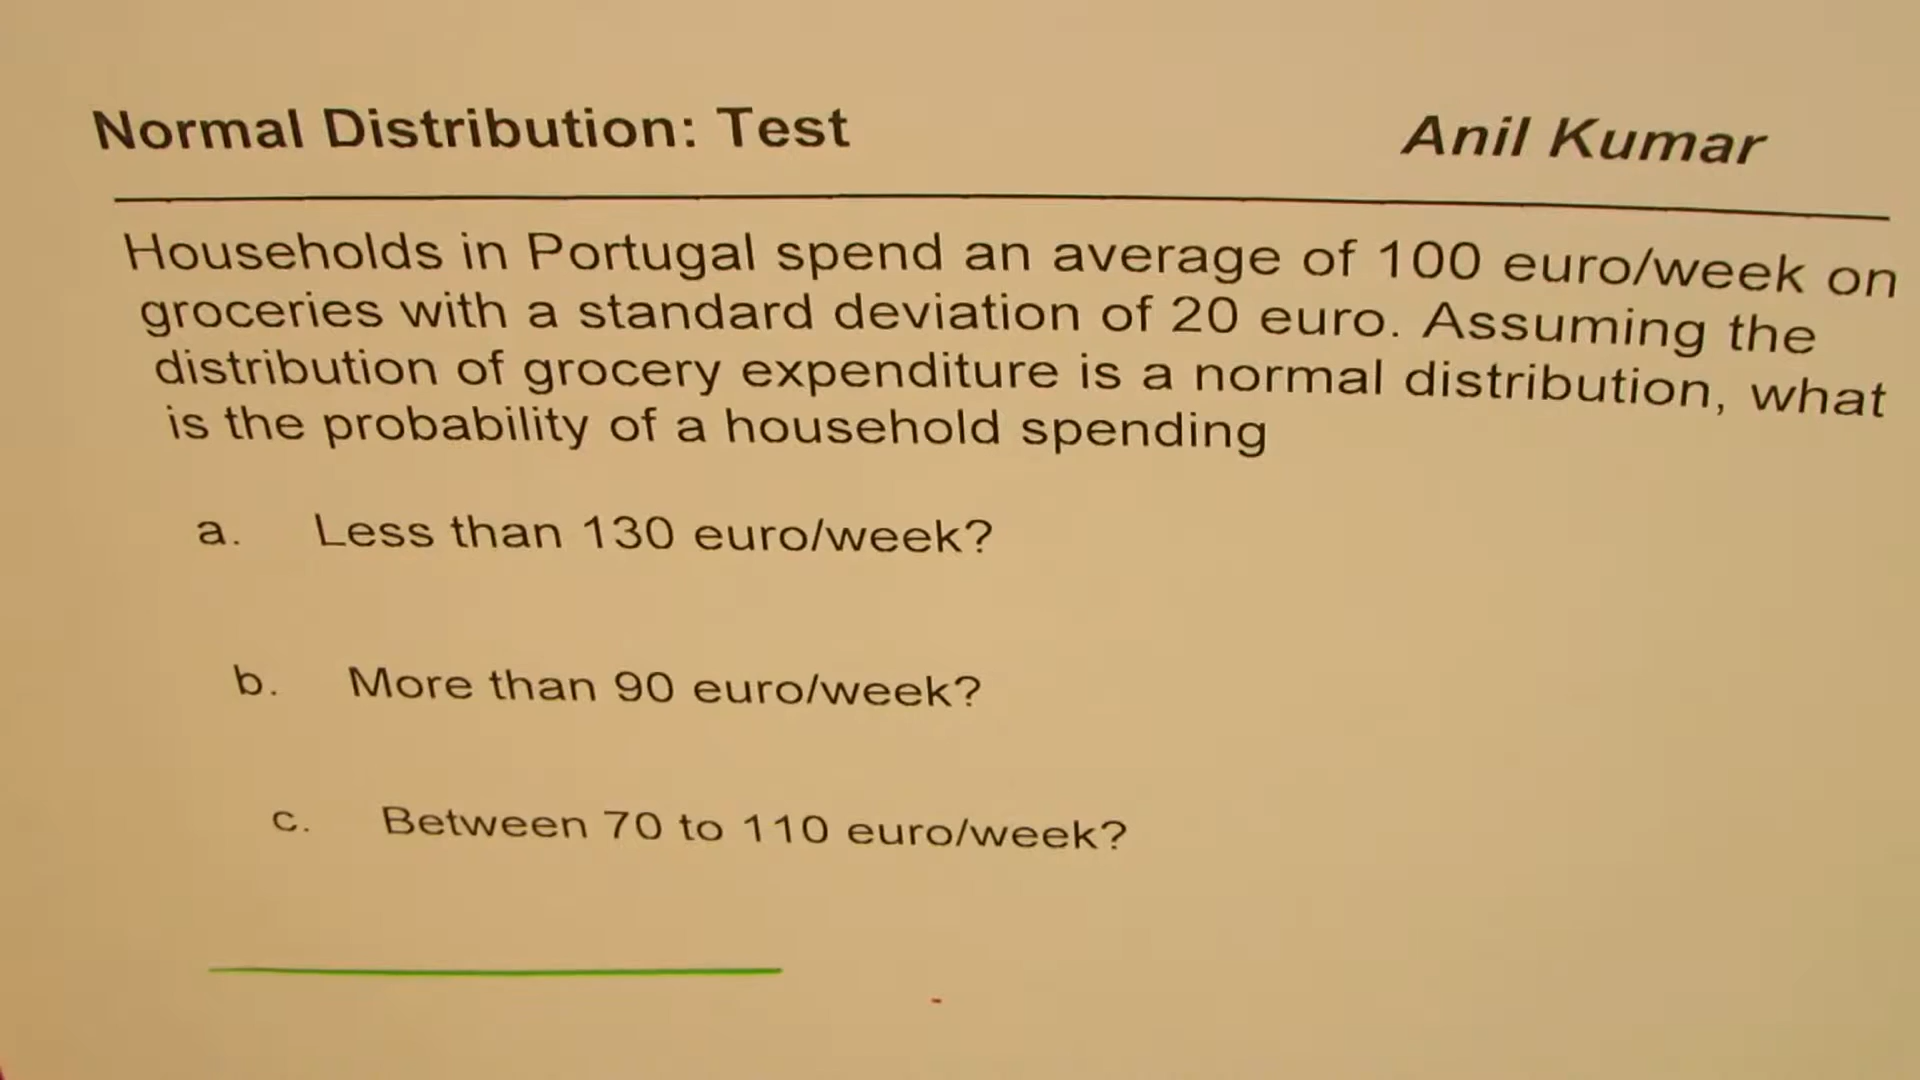 Normal Distribution: Test
Anil Kumar
Households in Portugal spend an average of 100 euro/week on
groceries with a standard deviation of 20 euro. Assuming the
distribution of grocery expenditure is a normal distribution, what
is the probability of a household spending
a. Less than 130 euro/week?
b. More than 90 euro/week?
c. Between 70 to 110 euro/week?